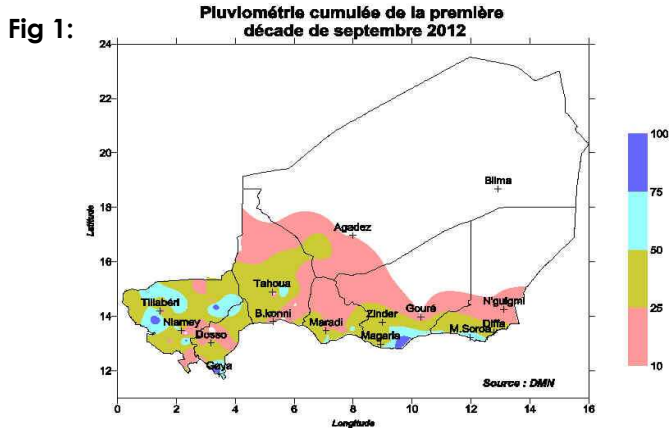 Fig 1:
Pluviométrie cumulée de la première
décade de septembre 2012
24
22
20
18
16
14
12
Latitude
Bilma
Agadez
Tahoua
Tillabéri
N'guigmi
Gouré
Zinder
B.konni
Niamey
Maradi
Diffa
M.Soroa
Dosso
Magaria
Gaya
Source : DMN
0 2 4 6 8 10 12 14 16
Longitude
100
75
50
25
10